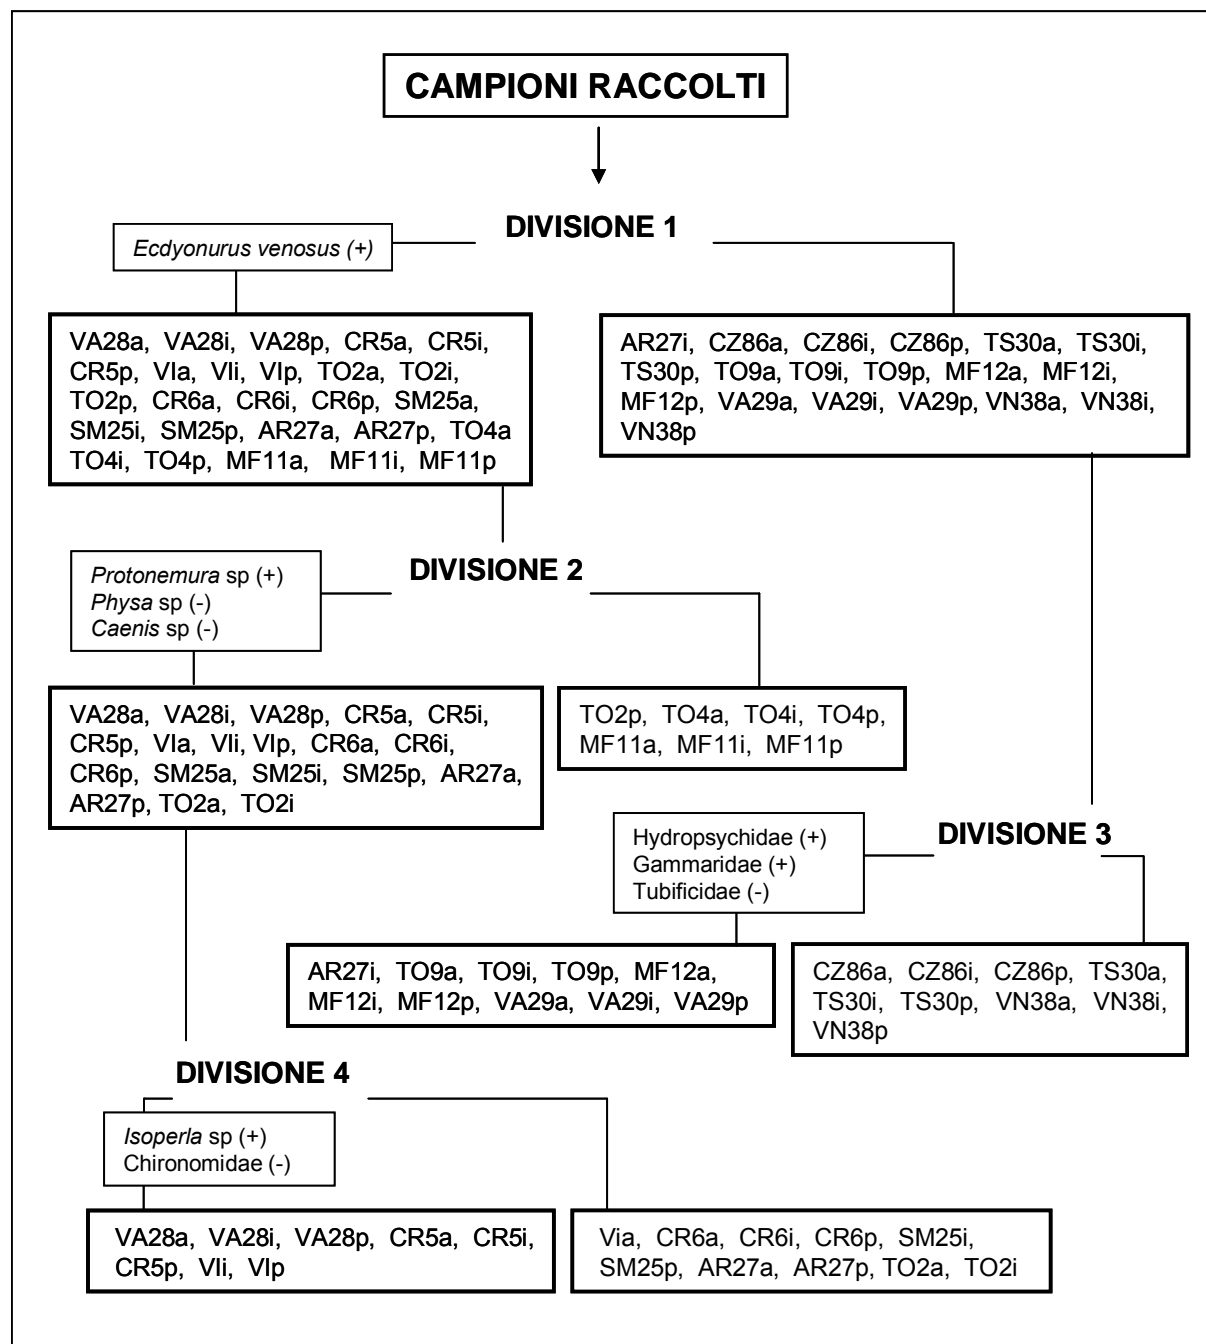 CAMPIONI RACCOLTI
DIVISIONE 1
Ecdyonurus venosus (+)
VA28a, VA28i, VA28p, CR5a, CR5i,
CR5p, VIa, VIi, VIp, TO2a, TO2i,
TO2p, CR6a, CR6i, CR6p, SM25a,
SM25i, SM25p, AR27a, AR27p, TO4a
TO4i, TO4p, MF11a, MF11i, MF11p
AR27i, CZ86a, CZ86i, CZ86p, TS30a, TS30i,
TS30p, TO9a, TO9i, TO9p, MF12a, MF12i,
MF12p, VA29a, VA29i, VA29p, VN38a, VN38i,
VN38p
DIVISIONE 2
Protonemura sp (+)
Physa sp (-)
Caenis sp (-)
VA28a, VA28i, VA28p, CR5a, CR5i,
CR5p, VIa, VIi, VIp, CR6a, CR6i,
CR6p, SM25a, SM25i, SM25p, AR27a,
AR27p, TO2a, TO2i
TO2p, TO4a, TO4i, TO4p,
MF11a, MF11i, MF11p
DIVISIONE 3
Hydropsychidae (+)
Gammaridae (+)
Tubificidae (-)
AR27i, TO9a, TO9i, TO9p, MF12a,
MF12i, MF12p, VA29a, VA29i, VA29p
CZ86a, CZ86i, CZ86p, TS30a,
TS30i, TS30p, VN38a, VN38i,
VN38p
DIVISIONE 4
Isoperla sp (+)
Chironomidae (-)
VA28a, VA28i, VA28p, CR5a, CR5i,
CR5p, VIi, VIp
Via, CR6a, CR6i, CR6p, SM25i,
SM25p, AR27a, AR27p, TO2a, TO2i